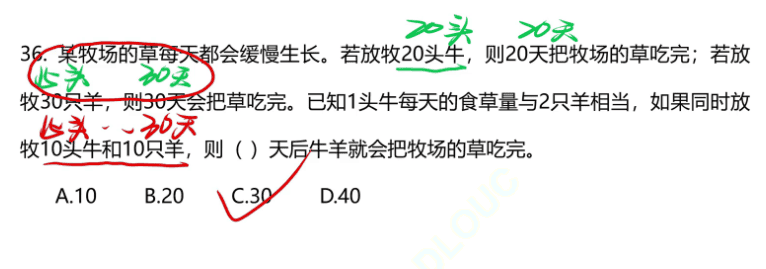 20头 20天
36. 某牧场的草每天都会缓慢生长。若放牧20头牛，则20天把牧场的草吃完；若放
15头 30天
牧30只羊，则30天会把草吃完。已知1头牛每天的食草量与2只羊相当，如果同时放
15头··30天
牧10头牛和10只羊，则（ ）天后牛羊就会把牧场的草吃完。
A.10 B.20 C.30 D.40
DLOUC